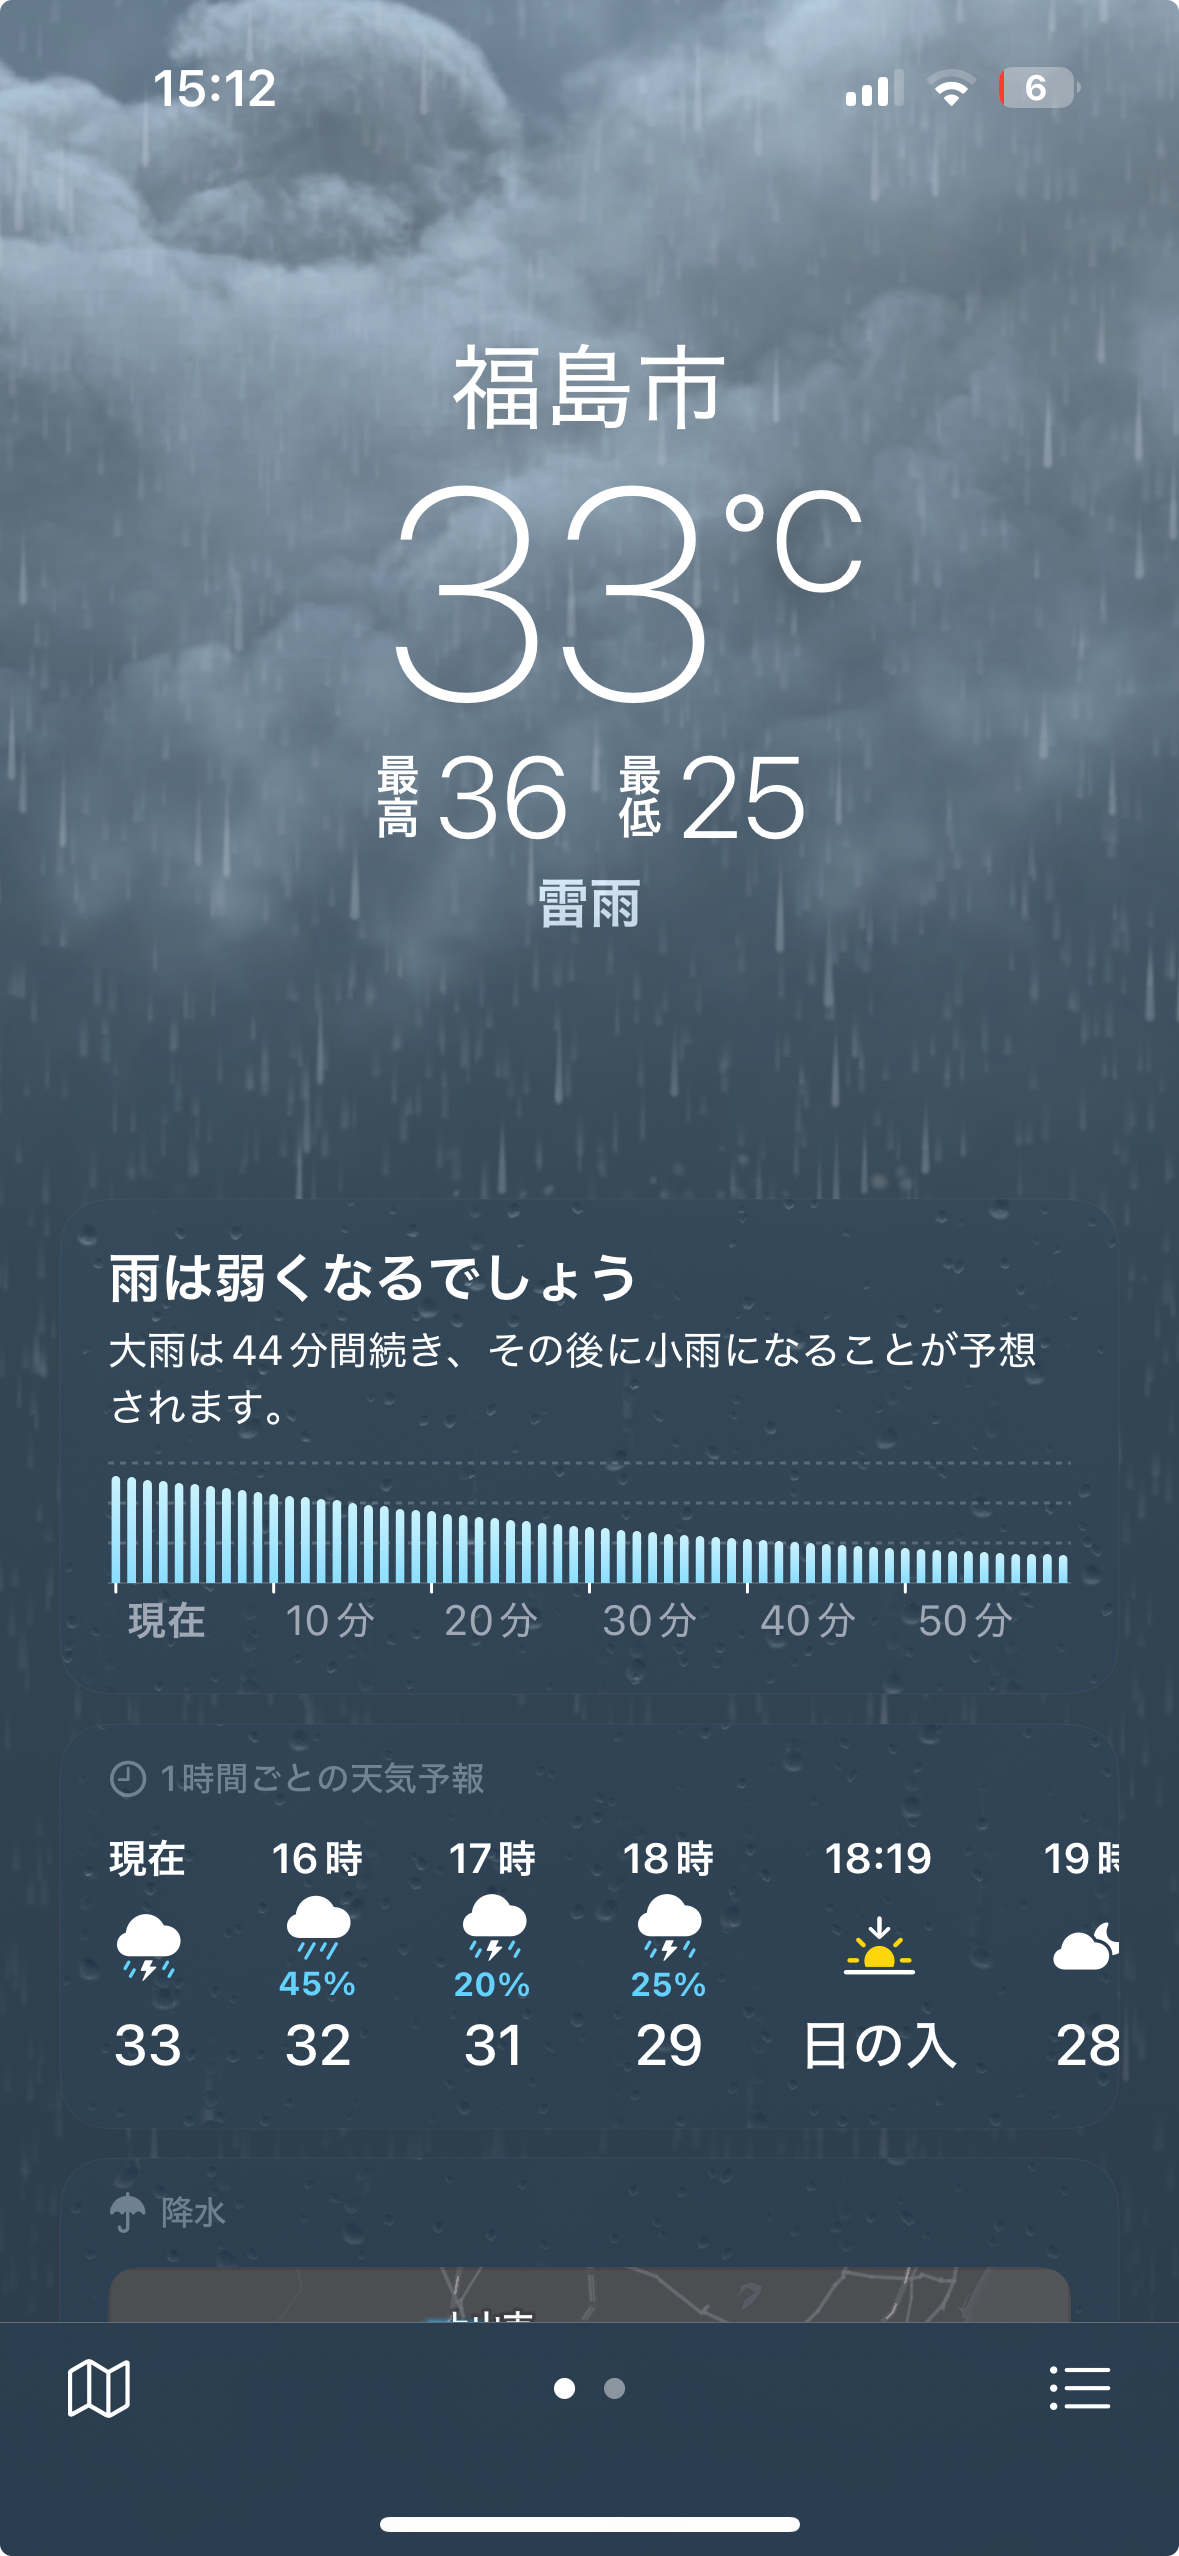 15:12 6
福島市
33°C
最高 36 最低 25
雷雨
雨は弱くなるでしょう
大雨は44分間続き、その後に小雨になることが予想
されます。
現在 10分 20分 30分 40分 50分
1時間ごとの天気予報
現在 16時 17時 18時 18:19 19時
45% 20% 25%
33 32 31 29 日の入 28
降水